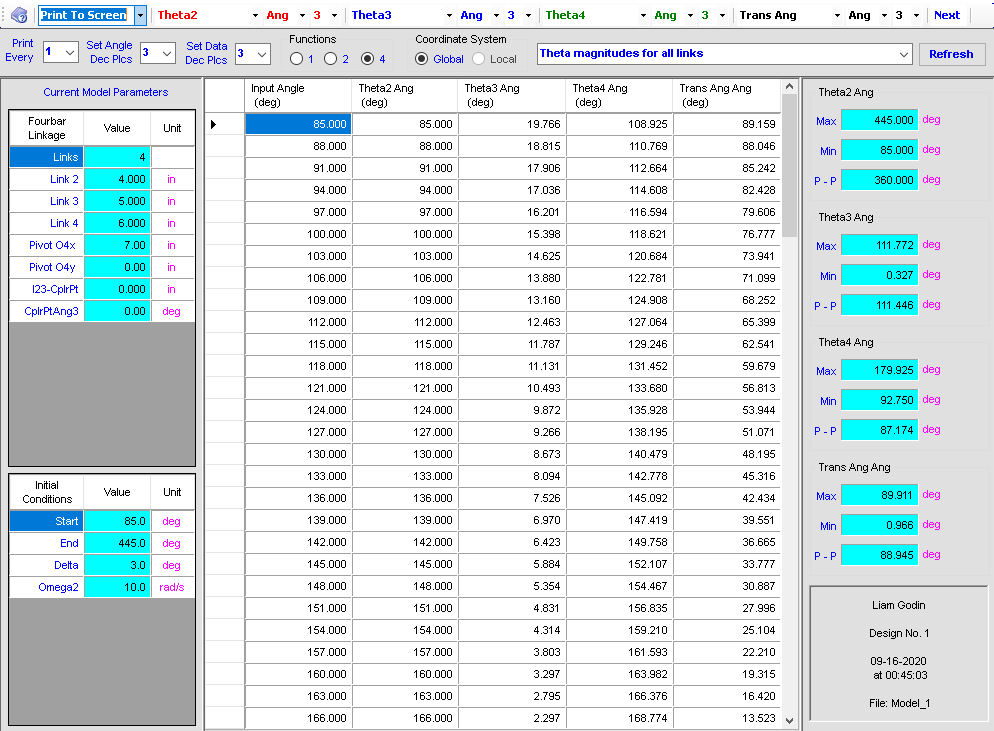 Print To Screen Theta2 Ang 3 Theta3 Ang 3 Theta4 Ang 3 Trans Ang Ang 3 Next
Print Every 1 Set Angle Dec Plcs 3 Set Data Dec Plcs 3 Functions 1 2 4 Coordinate System Global Local Theta magnitudes for all links Refresh
Current Model Parameters
Fourbar Linkage Value Unit
Links 4
Link 2 4.000 in
Link 3 5.000 in
Link 4 6.000 in
Pivot O4x 7.00 in
Pivot O4y 0.00 in
I23-CplrPt 0.000 in
CplrPtAng3 0.00 deg
Initial Conditions Value Unit
Start 85.0 deg
End 445.0 deg
Delta 3.0 deg
Omega2 10.0 rad/s
Input Angle (deg) Theta2 Ang (deg) Theta3 Ang (deg) Theta4 Ang (deg) Trans Ang Ang (deg)
85.000 85.000 19.766 108.925 89.159
88.000 88.000 18.815 110.769 88.046
91.000 91.000 17.906 112.664 85.242
94.000 94.000 17.036 114.608 82.428
97.000 97.000 16.201 116.594 79.606
100.000 100.000 15.398 118.621 76.777
103.000 103.000 14.625 120.684 73.941
106.000 106.000 13.880 122.781 71.099
109.000 109.000 13.160 124.908 68.252
112.000 112.000 12.463 127.064 65.399
115.000 115.000 11.787 129.246 62.541
118.000 118.000 11.131 131.452 59.679
121.000 121.000 10.493 133.680 56.813
124.000 124.000 9.872 135.928 53.944
127.000 127.000 9.266 138.195 51.071
130.000 130.000 8.673 140.479 48.195
133.000 133.000 8.094 142.778 45.316
136.000 136.000 7.526 145.092 42.434
139.000 139.000 6.970 147.419 39.551
142.000 142.000 6.423 149.758 36.665
145.000 145.000 5.884 152.107 33.777
148.000 148.000 5.354 154.467 30.887
151.000 151.000 4.831 156.835 27.996
154.000 154.000 4.314 159.210 25.104
157.000 157.000 3.803 161.593 22.210
160.000 160.000 3.297 163.982 19.315
163.000 163.000 2.795 166.376 16.420
166.000 166.000 2.297 168.774 13.523
Theta2 Ang
Max 445.000 deg
Min 85.000 deg
P - P 360.000 deg
Theta3 Ang
Max 111.772 deg
Min 0.327 deg
P - P 111.446 deg
Theta4 Ang
Max 179.925 deg
Min 92.750 deg
P - P 87.174 deg
Trans Ang Ang
Max 89.911 deg
Min 0.966 deg
P - P 88.945 deg
Liam Godin
Design No. 1
09-16-2020
at 00:45:03
File: Model_1